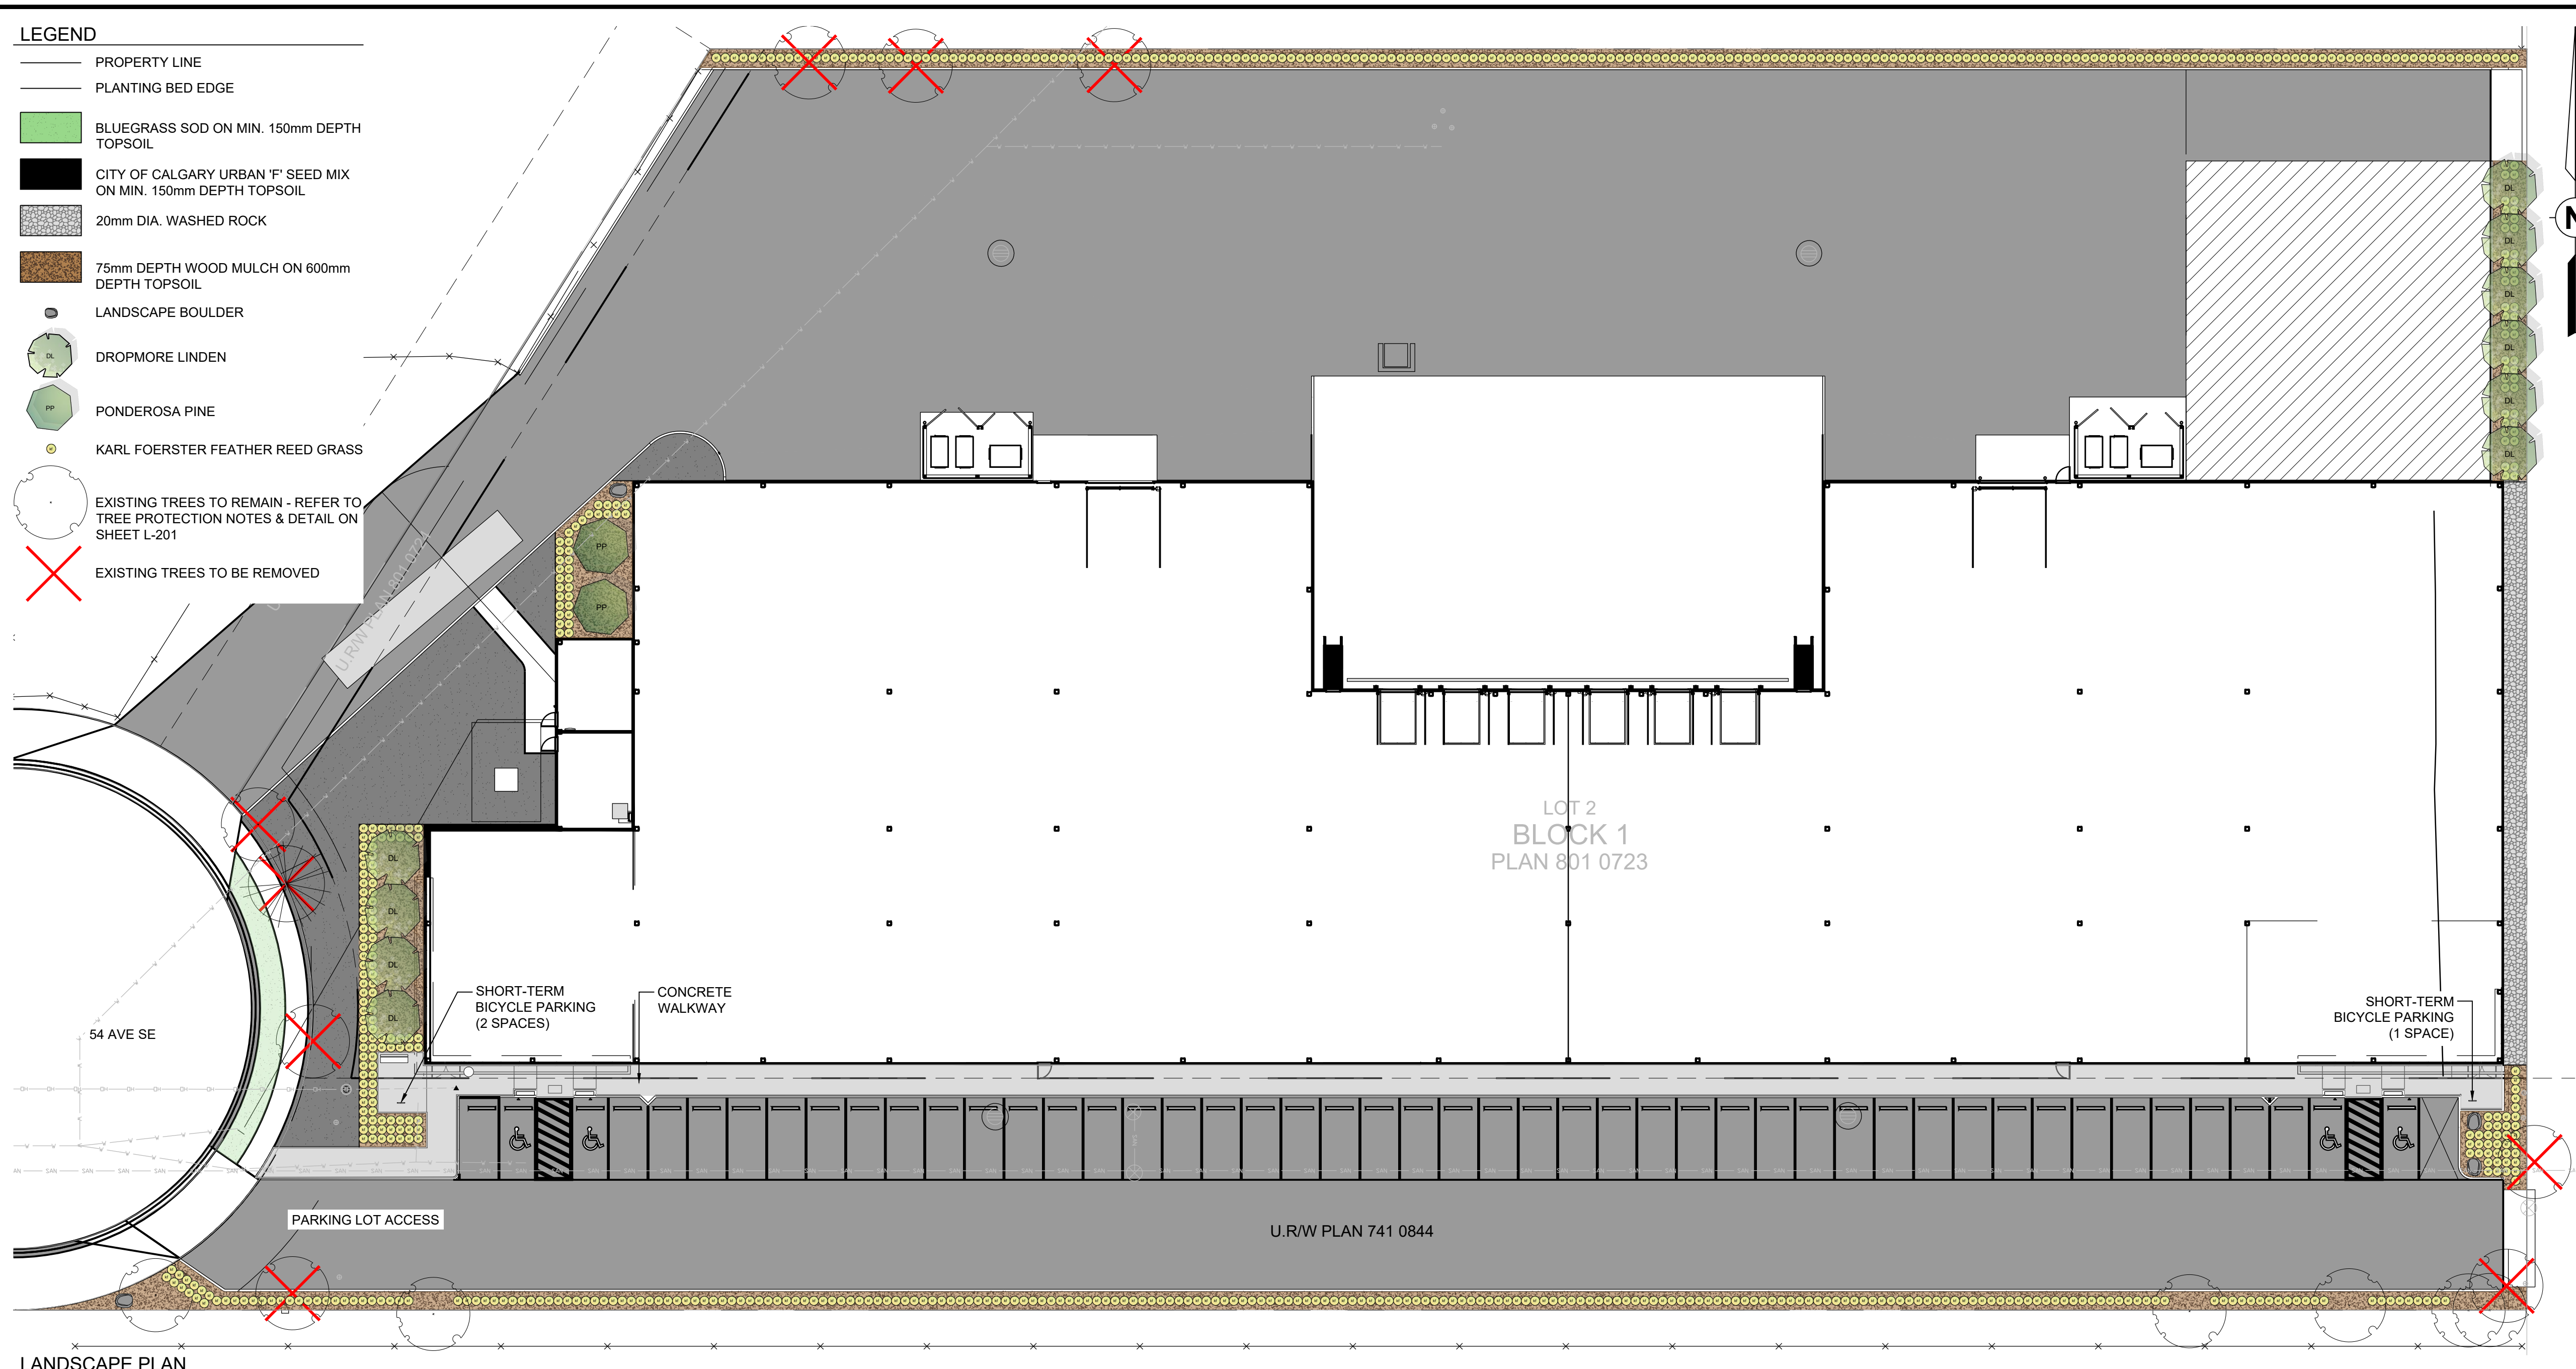 LEGEND
PROPERTY LINE
PLANTING BED EDGE
BLUEGRASS SOD ON MIN. 150mm DEPTH
TOPSOIL
CITY OF CALGARY URBAN 'F' SEED MIX
ON MIN. 150mm DEPTH TOPSOIL
20mm DIA. WASHED ROCK
75mm DEPTH WOOD MULCH ON 600mm
DEPTH TOPSOIL
LANDSCAPE BOULDER
DL
DROPMORE LINDEN
PP
PONDEROSA PINE
KARL FOERSTER FEATHER REED GRASS
EXISTING TREES TO REMAIN - REFER TO
TREE PROTECTION NOTES & DETAIL ON
SHEET L-201
EXISTING TREES TO BE REMOVED
N
DL
DL
DL
DL
DL
DL
PP
PP
U.R/W PLAN 801 0724
LOT 2
BLOCK 1
PLAN 801 0723
DL
DL
DL
DL
SHORT-TERM
BICYCLE PARKING
(2 SPACES)
CONCRETE
WALKWAY
SHORT-TERM
BICYCLE PARKING
(1 SPACE)
54 AVE SE
PARKING LOT ACCESS
U.R/W PLAN 741 0844
LANDSCAPE PLAN